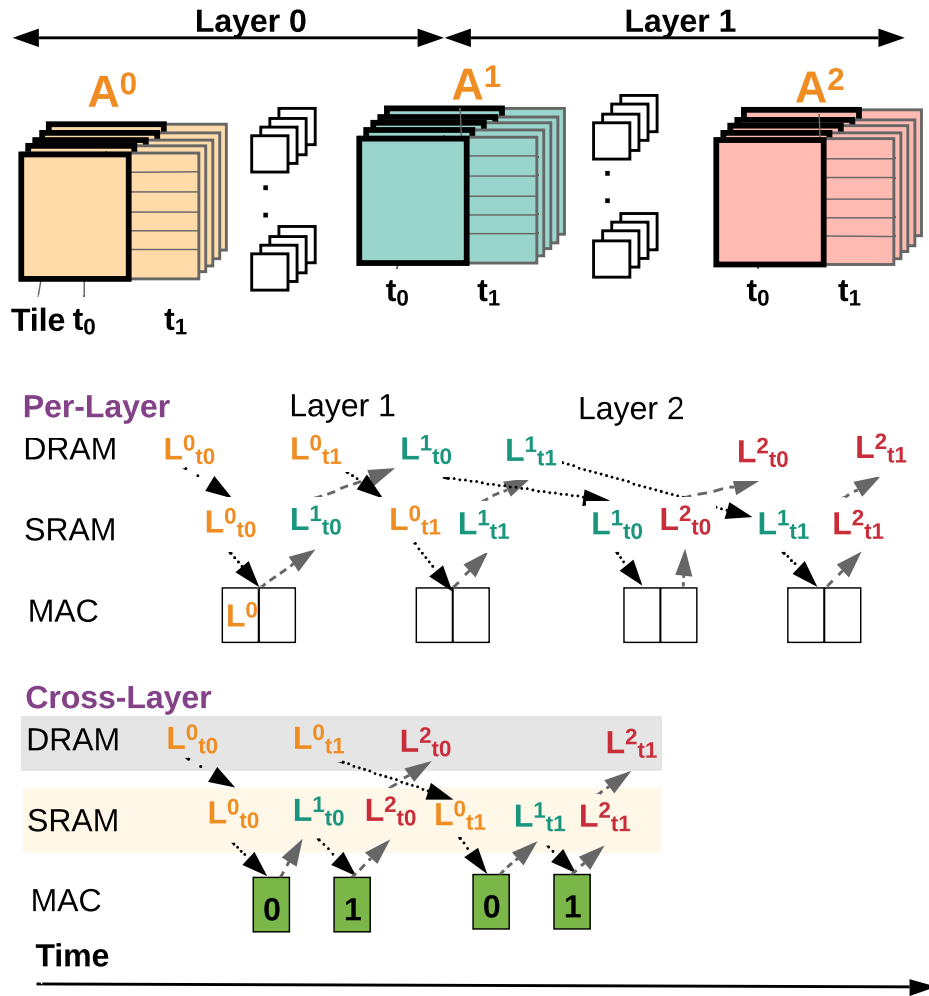 Layer 0 Layer 1
A⁰ A¹ A²
t₀ t₁ t₀ t₁
Tile t₀ t₁
Per-Layer Layer 1 Layer 2
DRAM L⁰t0 L⁰t1 L¹t0 L¹t1 L²t0 L²t1
SRAM L⁰t0 L¹t0 L⁰t1 L¹t1 L¹t0 L²t0 L¹t1 L²t1
MAC L⁰
Cross-Layer
DRAM L⁰t0 L⁰t1 L²t0 L²t1
SRAM L⁰t0 L¹t0 L²t0 L⁰t1 L¹t1 L²t1
MAC 0 1 0 1
Time